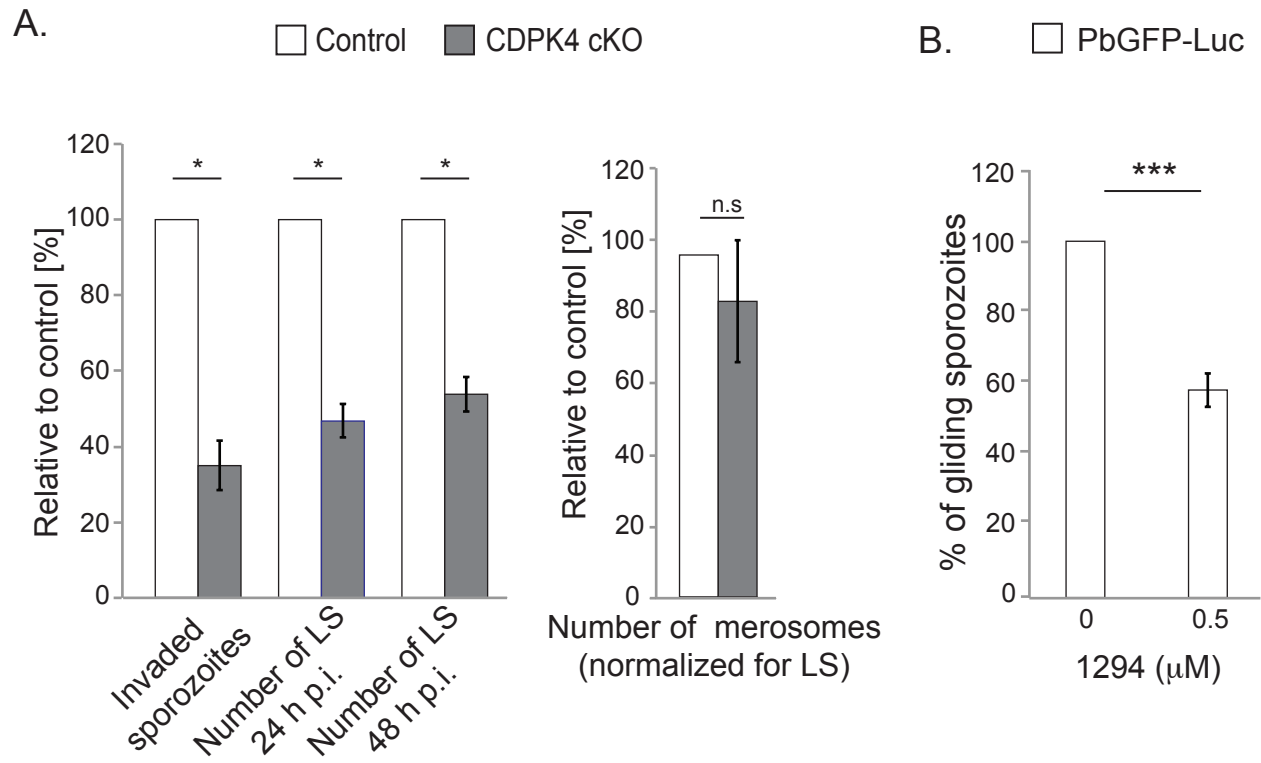 A.
Control
CDPK4 cKO
B.
PbGFP-Luc
Relative to control [%]
120
100
80
60
40
20
0
*
*
*
Invaded
sporozoites
Number of LS
24 h p.i.
Number of LS
48 h p.i.
Relative to control [%]
120
100
80
60
40
20
0
n.s
Number of merosomes
(normalized for LS)
% of gliding sporozoites
120
100
80
60
40
20
0
***
0
0.5
1294 (μM)